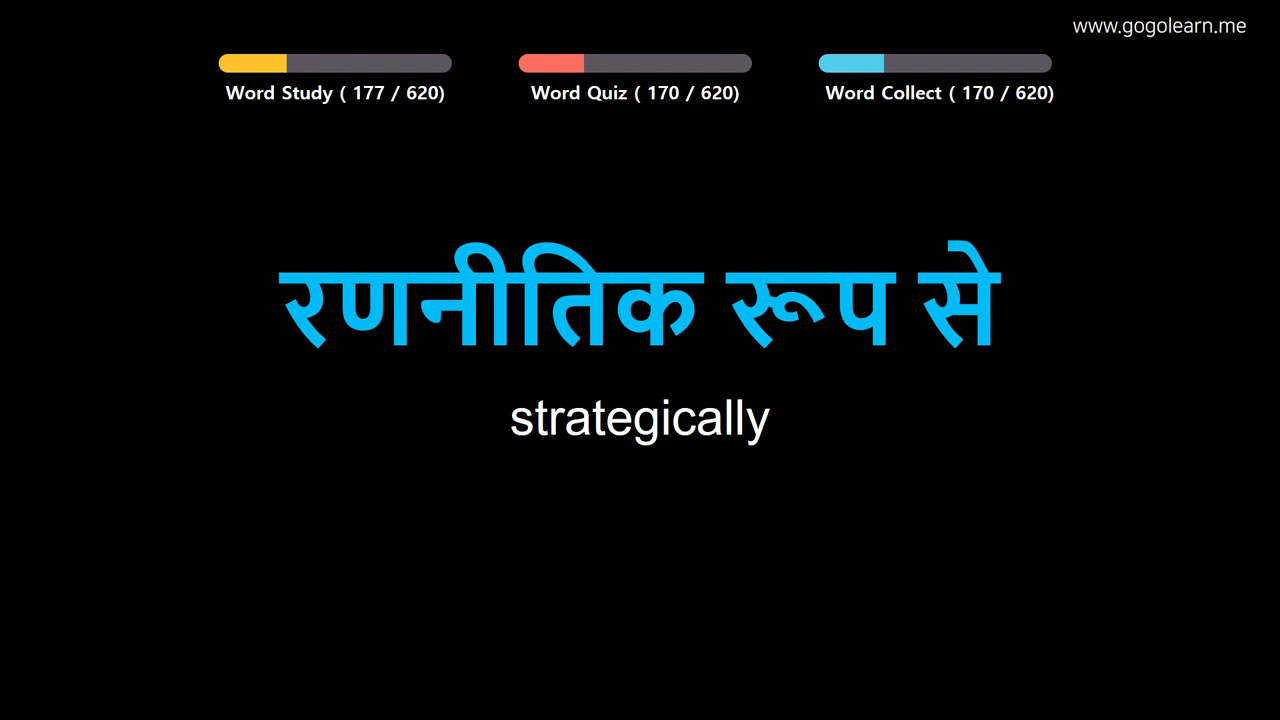 www.gogolearn.me
Word Study ( 177 / 620)
Word Quiz ( 170 / 620)
Word Collect ( 170 / 620)
रणनीतिक रूप से
strategically